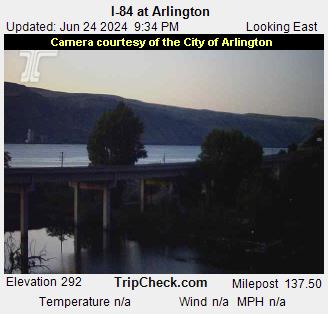 I-84 at Arlington
Updated: Jun 24 2024 9:34 PM Looking East
Camera courtesy of the City of Arlington
Elevation 292 TripCheck.com Milepost 137.50
Temperature n/a Wind n/a MPH n/a